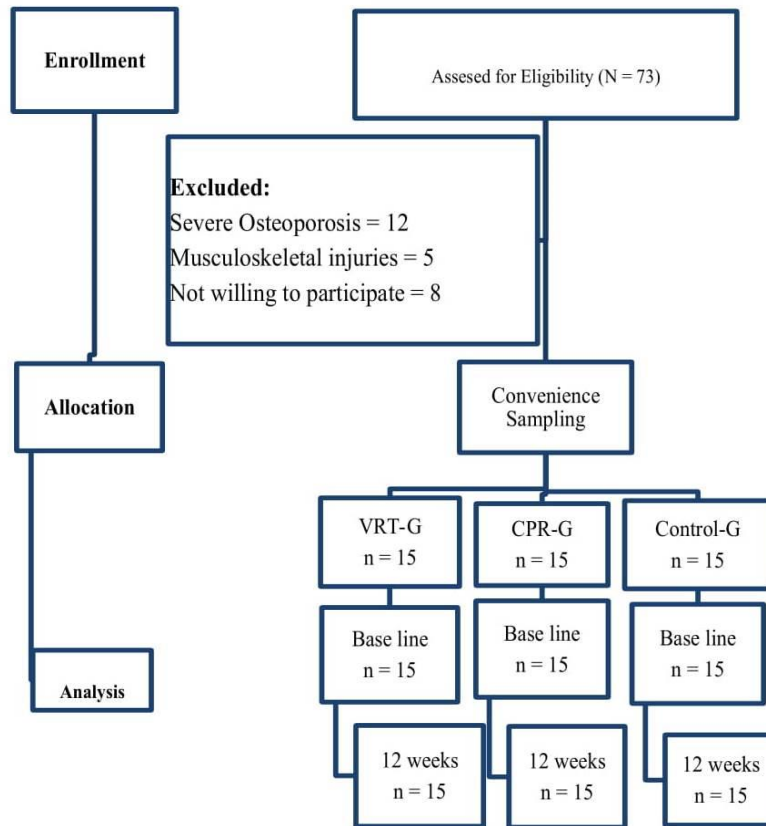 Enrollment
Assesed for Eligibility (N = 73)
Excluded:
Severe Osteoporosis = 12
Musculoskeletal injuries = 5
Not willing to participate = 8
Allocation
Convenience
Sampling
VRT-G
n = 15
CPR-G
n = 15
Control-G
n = 15
Base line
n = 15
Base line
n = 15
Base line
n = 15
Analysis
12 weeks
n = 15
12 weeks
n = 15
12 weeks
n = 15